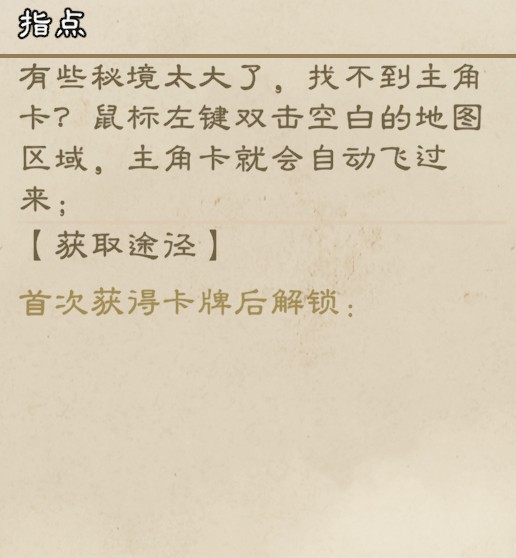 指点
有些秘境太大了，找不到主角
卡？鼠标左键双击空白的地图
区域，主角卡就会自动飞过
来；
【获取途径】
首次获得卡牌后解锁：